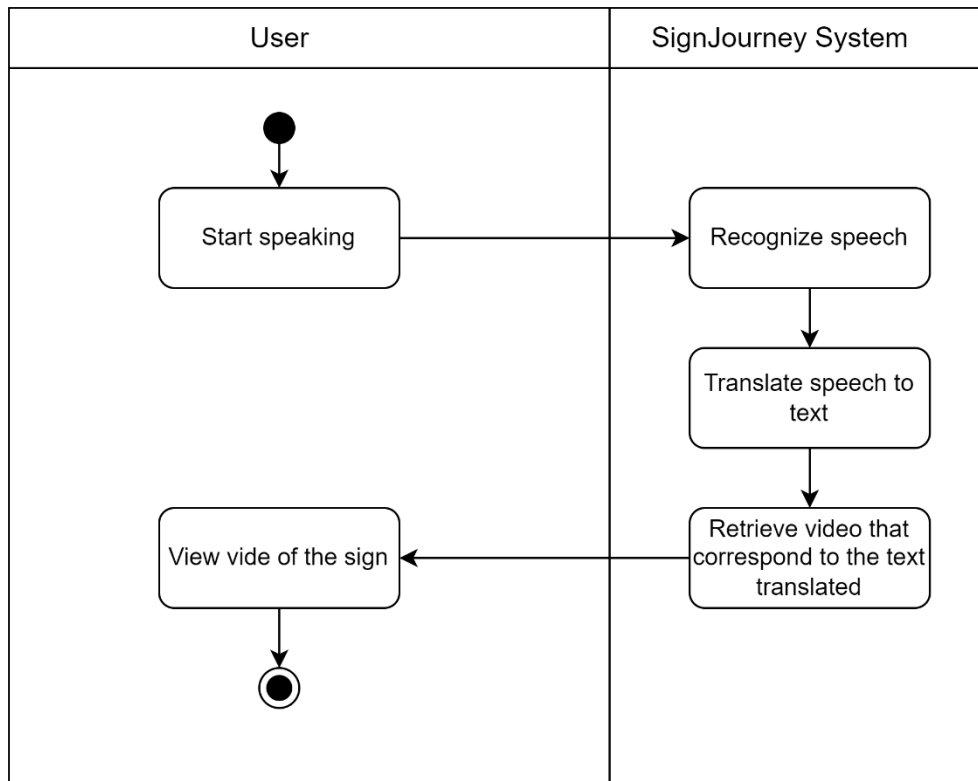 User
SignJourney System
Start speaking
Recognize speech
Translate speech to
text
View vide of the sign
Retrieve video that
correspond to the text
translated